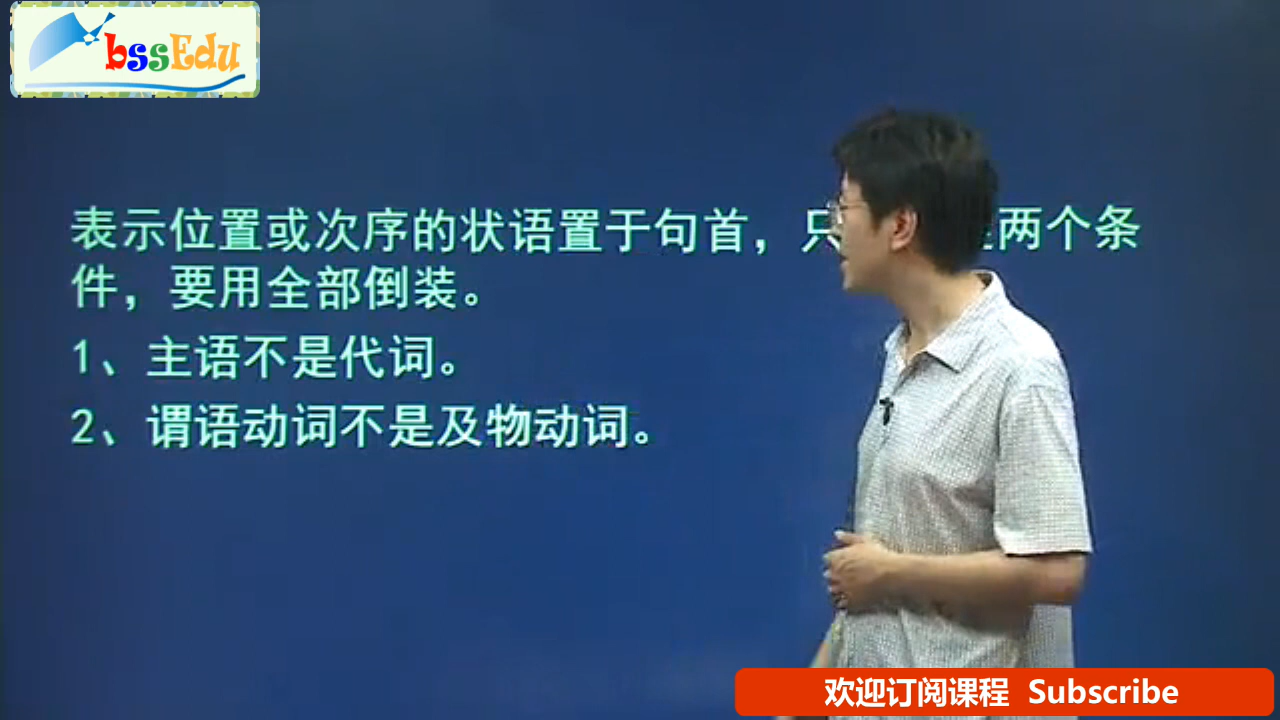 bssEdu
表示位置或次序的状语置于句首，只 两个条
件，要用全部倒装。
1、主语不是代词。
2、谓语动词不是及物动词。
欢迎订阅课程 Subscribe